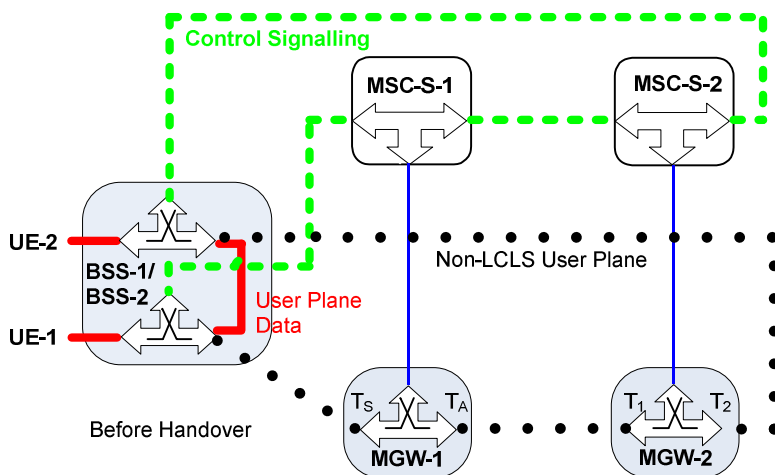 Control Signalling
MSC-S-1
MSC-S-2
UE-2
BSS-1/
BSS-2
Non-LCLS User Plane
User Plane
Data
UE-1
Before Handover
TS
TA
MGW-1
T1
T2
MGW-2